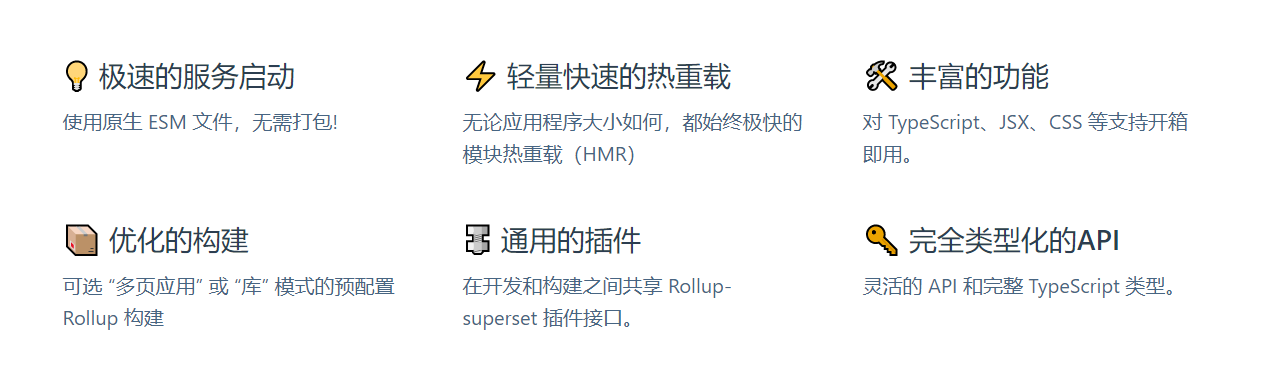 💡 极速的服务启动
使用原生 ESM 文件，无需打包!
⚡ 轻量快速的热重载
无论应用程序大小如何，都始终极快的
模块热重载（HMR）
🛠️ 丰富的功能
对 TypeScript、JSX、CSS 等支持开箱
即用。
📦 优化的构建
可选 “多页应用” 或 “库” 模式的预配置
Rollup 构建
🔩 通用的插件
在开发和构建之间共享 Rollup-
superset 插件接口。
🔑 完全类型化的API
灵活的 API 和完整 TypeScript 类型。